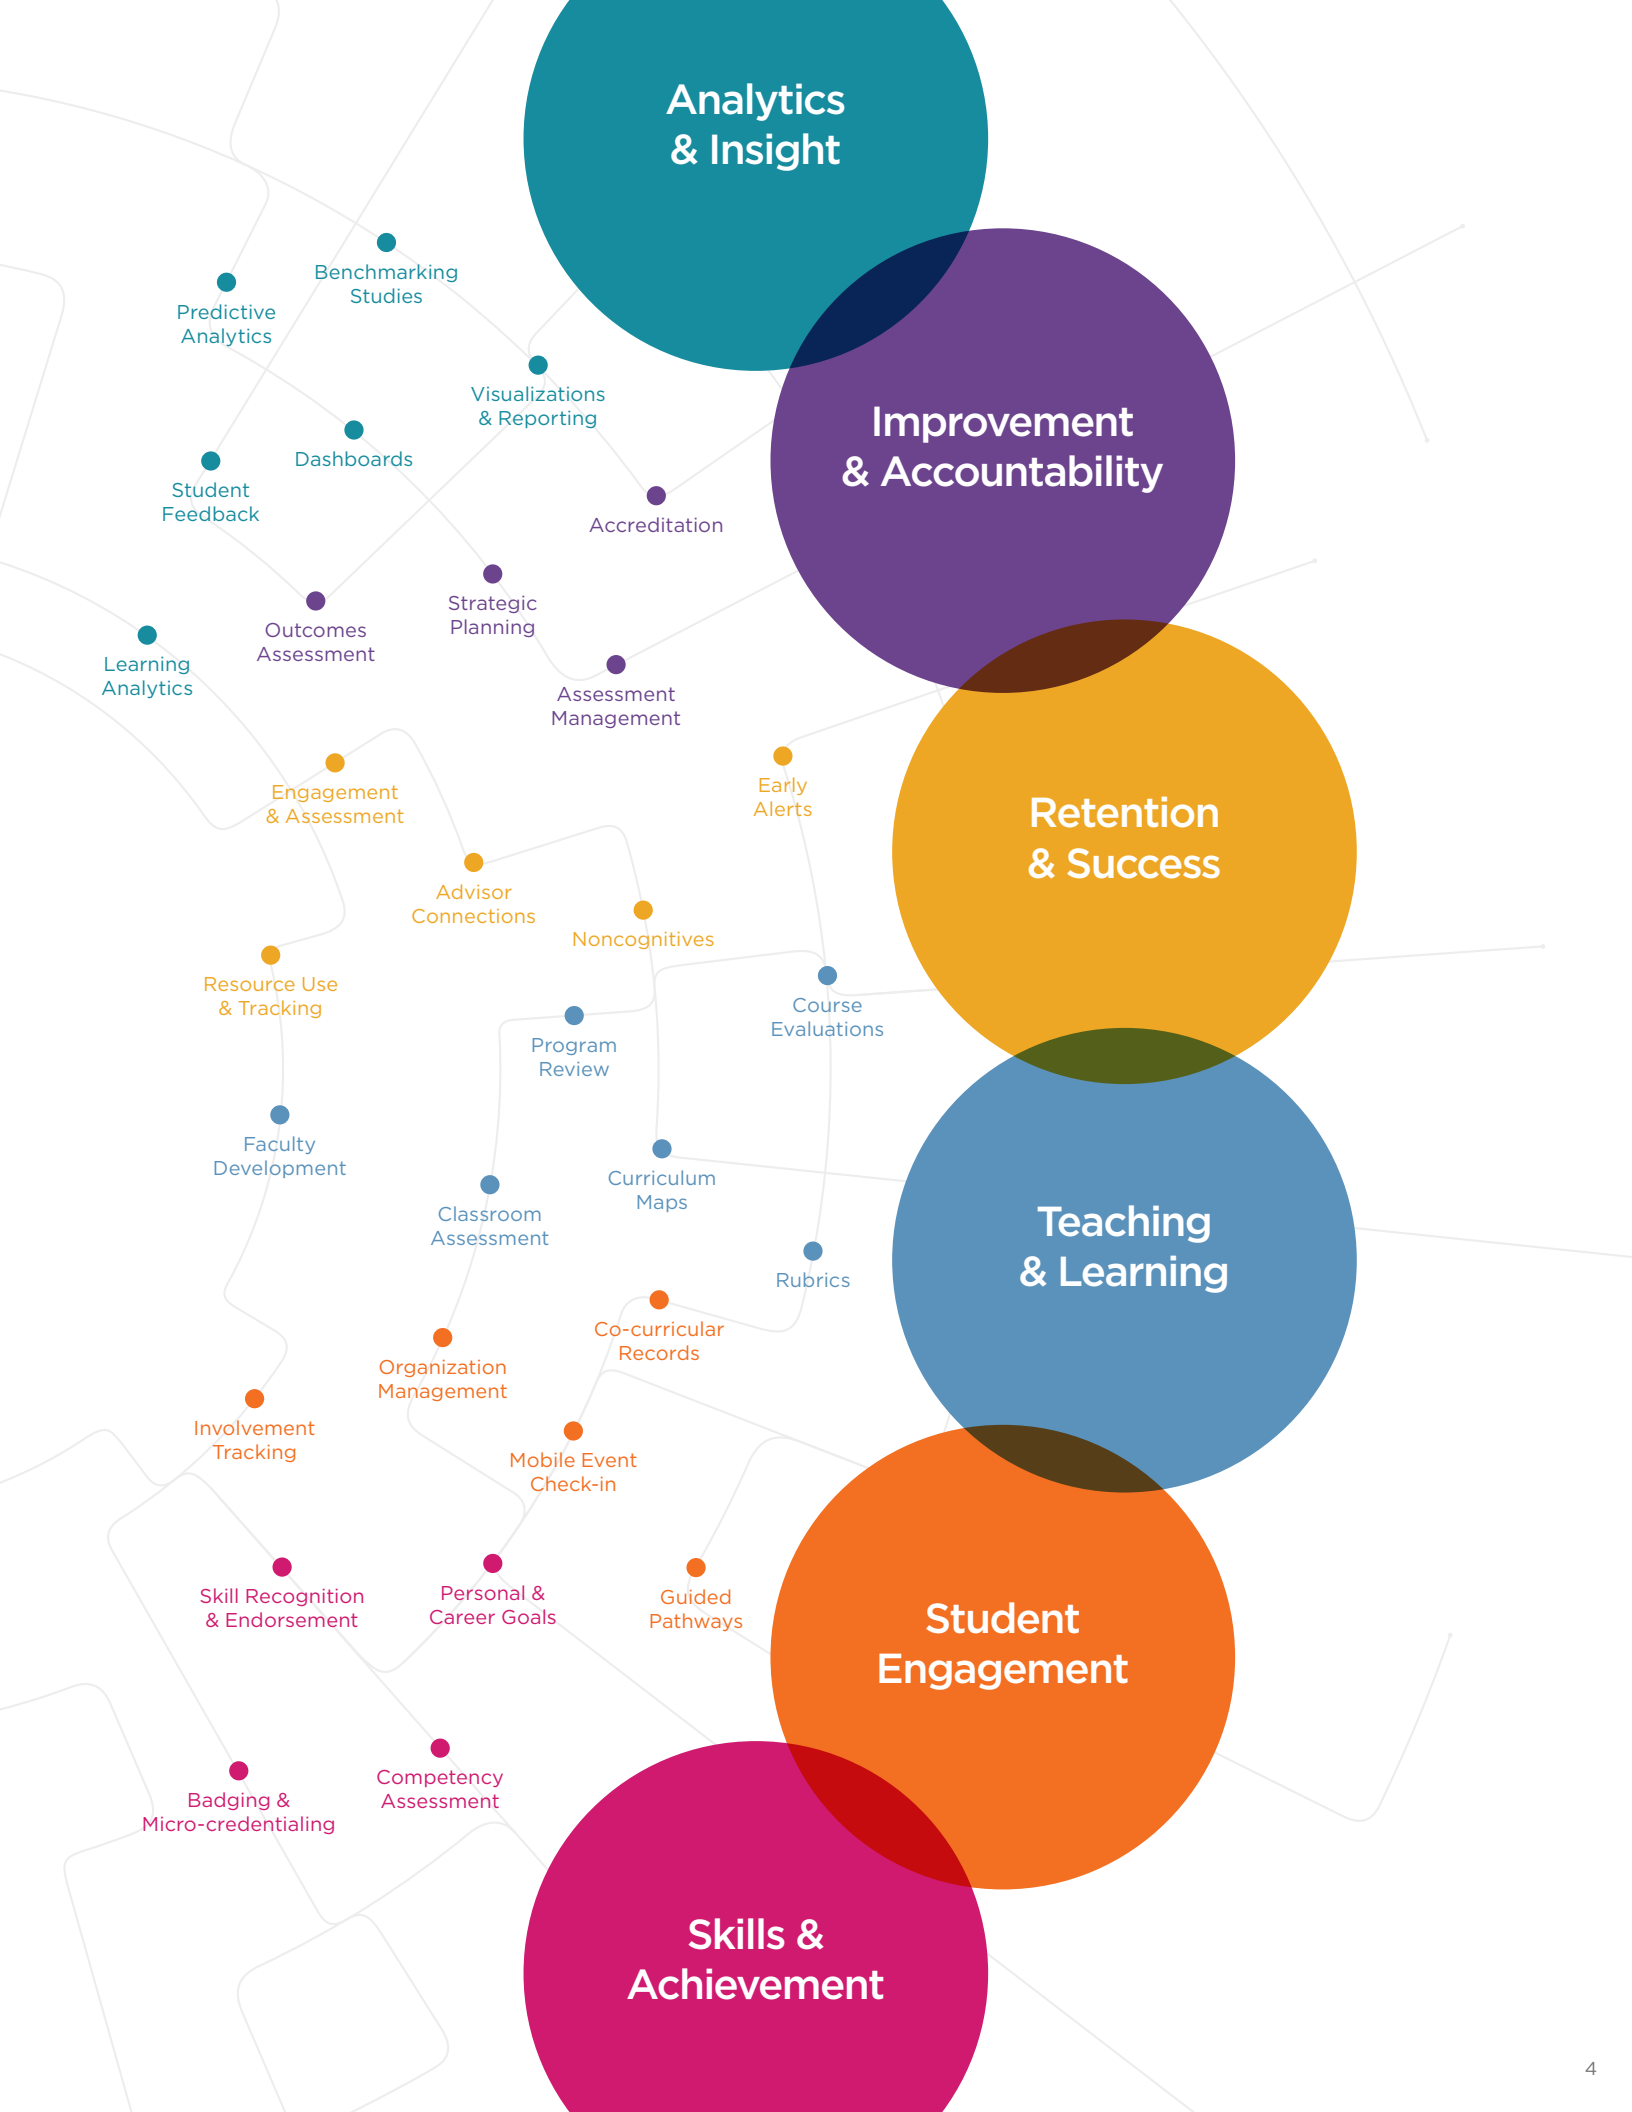 Analytics
& Insight
Benchmarking
Studies
Predictive
Analytics
Visualizations
& Reporting
Improvement
& Accountability
Dashboards
Student
Feedback
Accreditation
Strategic
Planning
Outcomes
Assessment
Learning
Analytics
Assessment
Management
Engagement
& Assessment
Early
Alerts
Retention
& Success
Advisor
Connections
Noncognitives
Resource Use
& Tracking
Course
Evaluations
Program
Review
Faculty
Development
Curriculum
Maps
Classroom
Assessment
Teaching
& Learning
Rubrics
Co-curricular
Records
Organization
Management
Involvement
Tracking
Mobile Event
Check-in
Skill Recognition
& Endorsement
Personal &
Career Goals
Guided
Pathways
Student
Engagement
Competency
Assessment
Badging &
Micro-credentialing
Skills &
Achievement
4